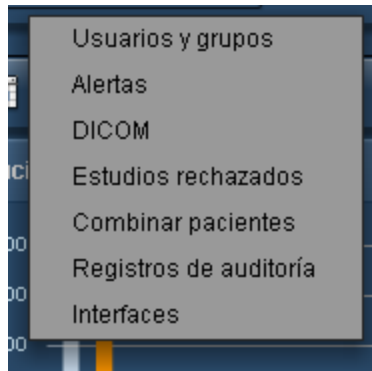 Usuarios y grupos
Alertas
DICOM
Estudios rechazados
Combinar pacientes
Registros de auditoría
Interfaces